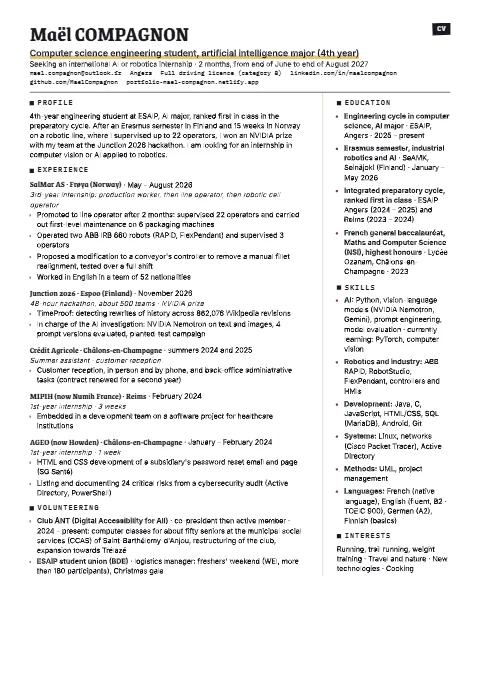 Maël COMPAGNON
CV
Computer science engineering student, artificial intelligence major (4th year)
Seeking an international AI or robotics internship · 2 months, from end of June to end of August 2027
mael.compagnon@outlook.fr Angers Full driving licence (category B) linkedin.com/in/maelcompagnon
github.com/MaelCompagnon portfolio-mael-compagnon.netlify.app
PROFILE
4th-year engineering student at ESAIP, AI major, ranked first in class in the
preparatory cycle. After an Erasmus semester in Finland and 15 weeks in Norway
on a robotic line, where I supervised up to 22 operators, I won an NVIDIA prize
with my team at the Junction 2026 hackathon. I am looking for an internship in
computer vision or AI applied to robotics.
EXPERIENCE
SalMar AS · Frøya (Norway) · May – August 2026
3rd-year internship: production worker, then line operator, then robotic cell
operator
Promoted to line operator after 2 months: supervised 22 operators and carried
out first-level maintenance on 6 packaging machines
Operated two ABB IRB 660 robots (RAPID, FlexPendant) and supervised 3
operators
Proposed a modification to a conveyor's controller to remove a manual fillet
realignment, tested over a full shift
Worked in English in a team of 52 nationalities
Junction 2026 · Espoo (Finland) · November 2026
48-hour hackathon, about 500 teams · NVIDIA prize
TimeProof: detecting rewrites of history across 862,076 Wikipedia revisions
In charge of the AI investigation: NVIDIA Nemotron on text and images, 4
prompt versions evaluated, planted-test campaign
Crédit Agricole · Châlons-en-Champagne · summers 2024 and 2025
Summer assistant · customer reception
Customer reception, in person and by phone, and back-office administrative
tasks (contract renewed for a second year)
MIPIH (now Numih France) · Reims · February 2024
1st-year internship · 3 weeks
Embedded in a development team on a software project for healthcare
institutions
AGEO (now Howden) · Châlons-en-Champagne · January – February 2024
1st-year internship · 1 week
HTML and CSS development of a subsidiary's password reset email and page
(SG Santé)
Listing and documenting 24 critical risks from a cybersecurity audit (Active
Directory, PowerShell)
VOLUNTEERING
Club ANT (Digital Accessibility for All) · co-president then active member ·
2024 – present: computer classes for about fifty seniors at the municipal social
services (CCAS) of Saint-Barthélemy-d'Anjou, restructuring of the club,
expansion towards Trélazé
ESAIP student union (BDE) · logistics manager: freshers' weekend (WEI, more
than 180 participants), Christmas gala
EDUCATION
Engineering cycle in computer
science, AI major · ESAIP,
Angers · 2025 – present
Erasmus semester, industrial
robotics and AI · SeAMK,
Seinäjoki (Finland) · January –
May 2026
Integrated preparatory cycle,
ranked first in class · ESAIP
Angers (2024 – 2025) and
Reims (2023 – 2024)
French general baccalauréat,
Maths and Computer Science
(NSI), highest honours · Lycée
Ozanam, Châlons-en-
Champagne · 2023
SKILLS
AI: Python, vision-language
models (NVIDIA Nemotron,
Gemini), prompt engineering,
model evaluation · currently
learning: PyTorch, computer
vision
Robotics and industry: ABB
RAPID, RobotStudio,
FlexPendant, controllers and
HMIs
Development: Java, C,
JavaScript, HTML/CSS, SQL
(MariaDB), Android, Git
Systems: Linux, networks
(Cisco Packet Tracer), Active
Directory
Methods: UML, project
management
Languages: French (native
language), English (fluent, B2 ·
TOEIC 900), German (A2),
Finnish (basics)
INTERESTS
Running, trail running, weight
training · Travel and nature · New
technologies · Cooking